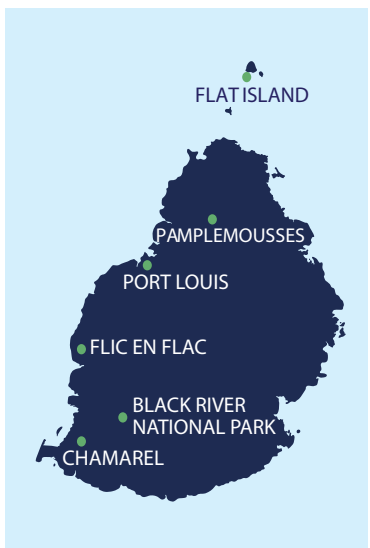 FLAT ISLAND
PAMPLEMOUSSES
PORT LOUIS
FLIC EN FLAC
BLACK RIVER
NATIONAL PARK
CHAMAREL